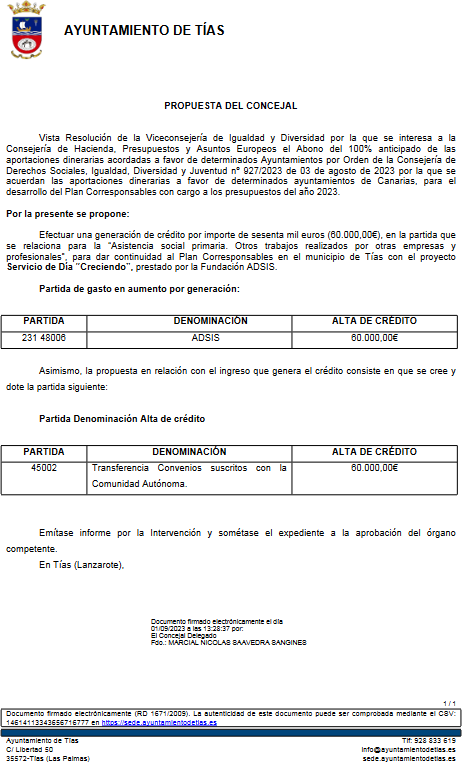 AYUNTAMIENTO DE TÍAS
PROPUESTA DEL CONCEJAL
Vista Resolución de la Viceconsejería de Igualdad y Diversidad por la que se interesa a la
Consejería de Hacienda, Presupuestos y Asuntos Europeos el Abono del 100% anticipado de las
aportaciones dinerarias acordadas a favor de determinados Ayuntamientos por Orden de la Consejería de
Derechos Sociales, Igualdad, Diversidad y Juventud nº 927/2023 de 03 de agosto de 2023 por la que se
acuerdan las aportaciones dinerarias a favor de determinados ayuntamientos de Canarias, para el
desarrollo del Plan Corresponsables con cargo a los presupuestos del año 2023.
Por la presente se propone:
Efectuar una generación de crédito por importe de sesenta mil euros (60.000,00€), en la partida que
se relaciona para la "Asistencia social primaria. Otros trabajos realizados por otras empresas y
profesionales", para dar continuidad al Plan Corresponsables en el municipio de Tías con el proyecto
Servicio de Día "Creciendo", prestado por la Fundación ADSIS.
Partida de gasto en aumento por generación:
PARTIDA DENOMINACIÓN ALTA DE CRÉDITO
231 48006 ADSIS 60.000,00€
Asimismo, la propuesta en relación con el ingreso que genera el crédito consiste en que se cree y
dote la partida siguiente:
Partida Denominación Alta de crédito
PARTIDA DENOMINACIÓN ALTA DE CRÉDITO
45002 Transferencia Convenios suscritos con la 60.000,00€
Comunidad Autónoma.
Emítase informe por la Intervención y sométase el expediente a la aprobación del órgano
competente.
En Tías (Lanzarote),
Documento firmado electrónicamente el día
01/09/2023 a las 13:28:37 por:
El Concejal Delegado
Fdo.: MARCIAL NICOLAS SAAVEDRA SANGINES
1 / 1
Documento firmado electrónicamente (RD 1671/2009). La autenticidad de este documento puede ser comprobada mediante el CSV:
14614113343656716777 en https://sede.ayuntamientodetias.es
Ayuntamiento de Tías Tlf: 928 833 619
C/ Libertad 50 info@ayuntamientodetias.es
35572-Tías (Las Palmas) sede.ayuntamientodetias.es